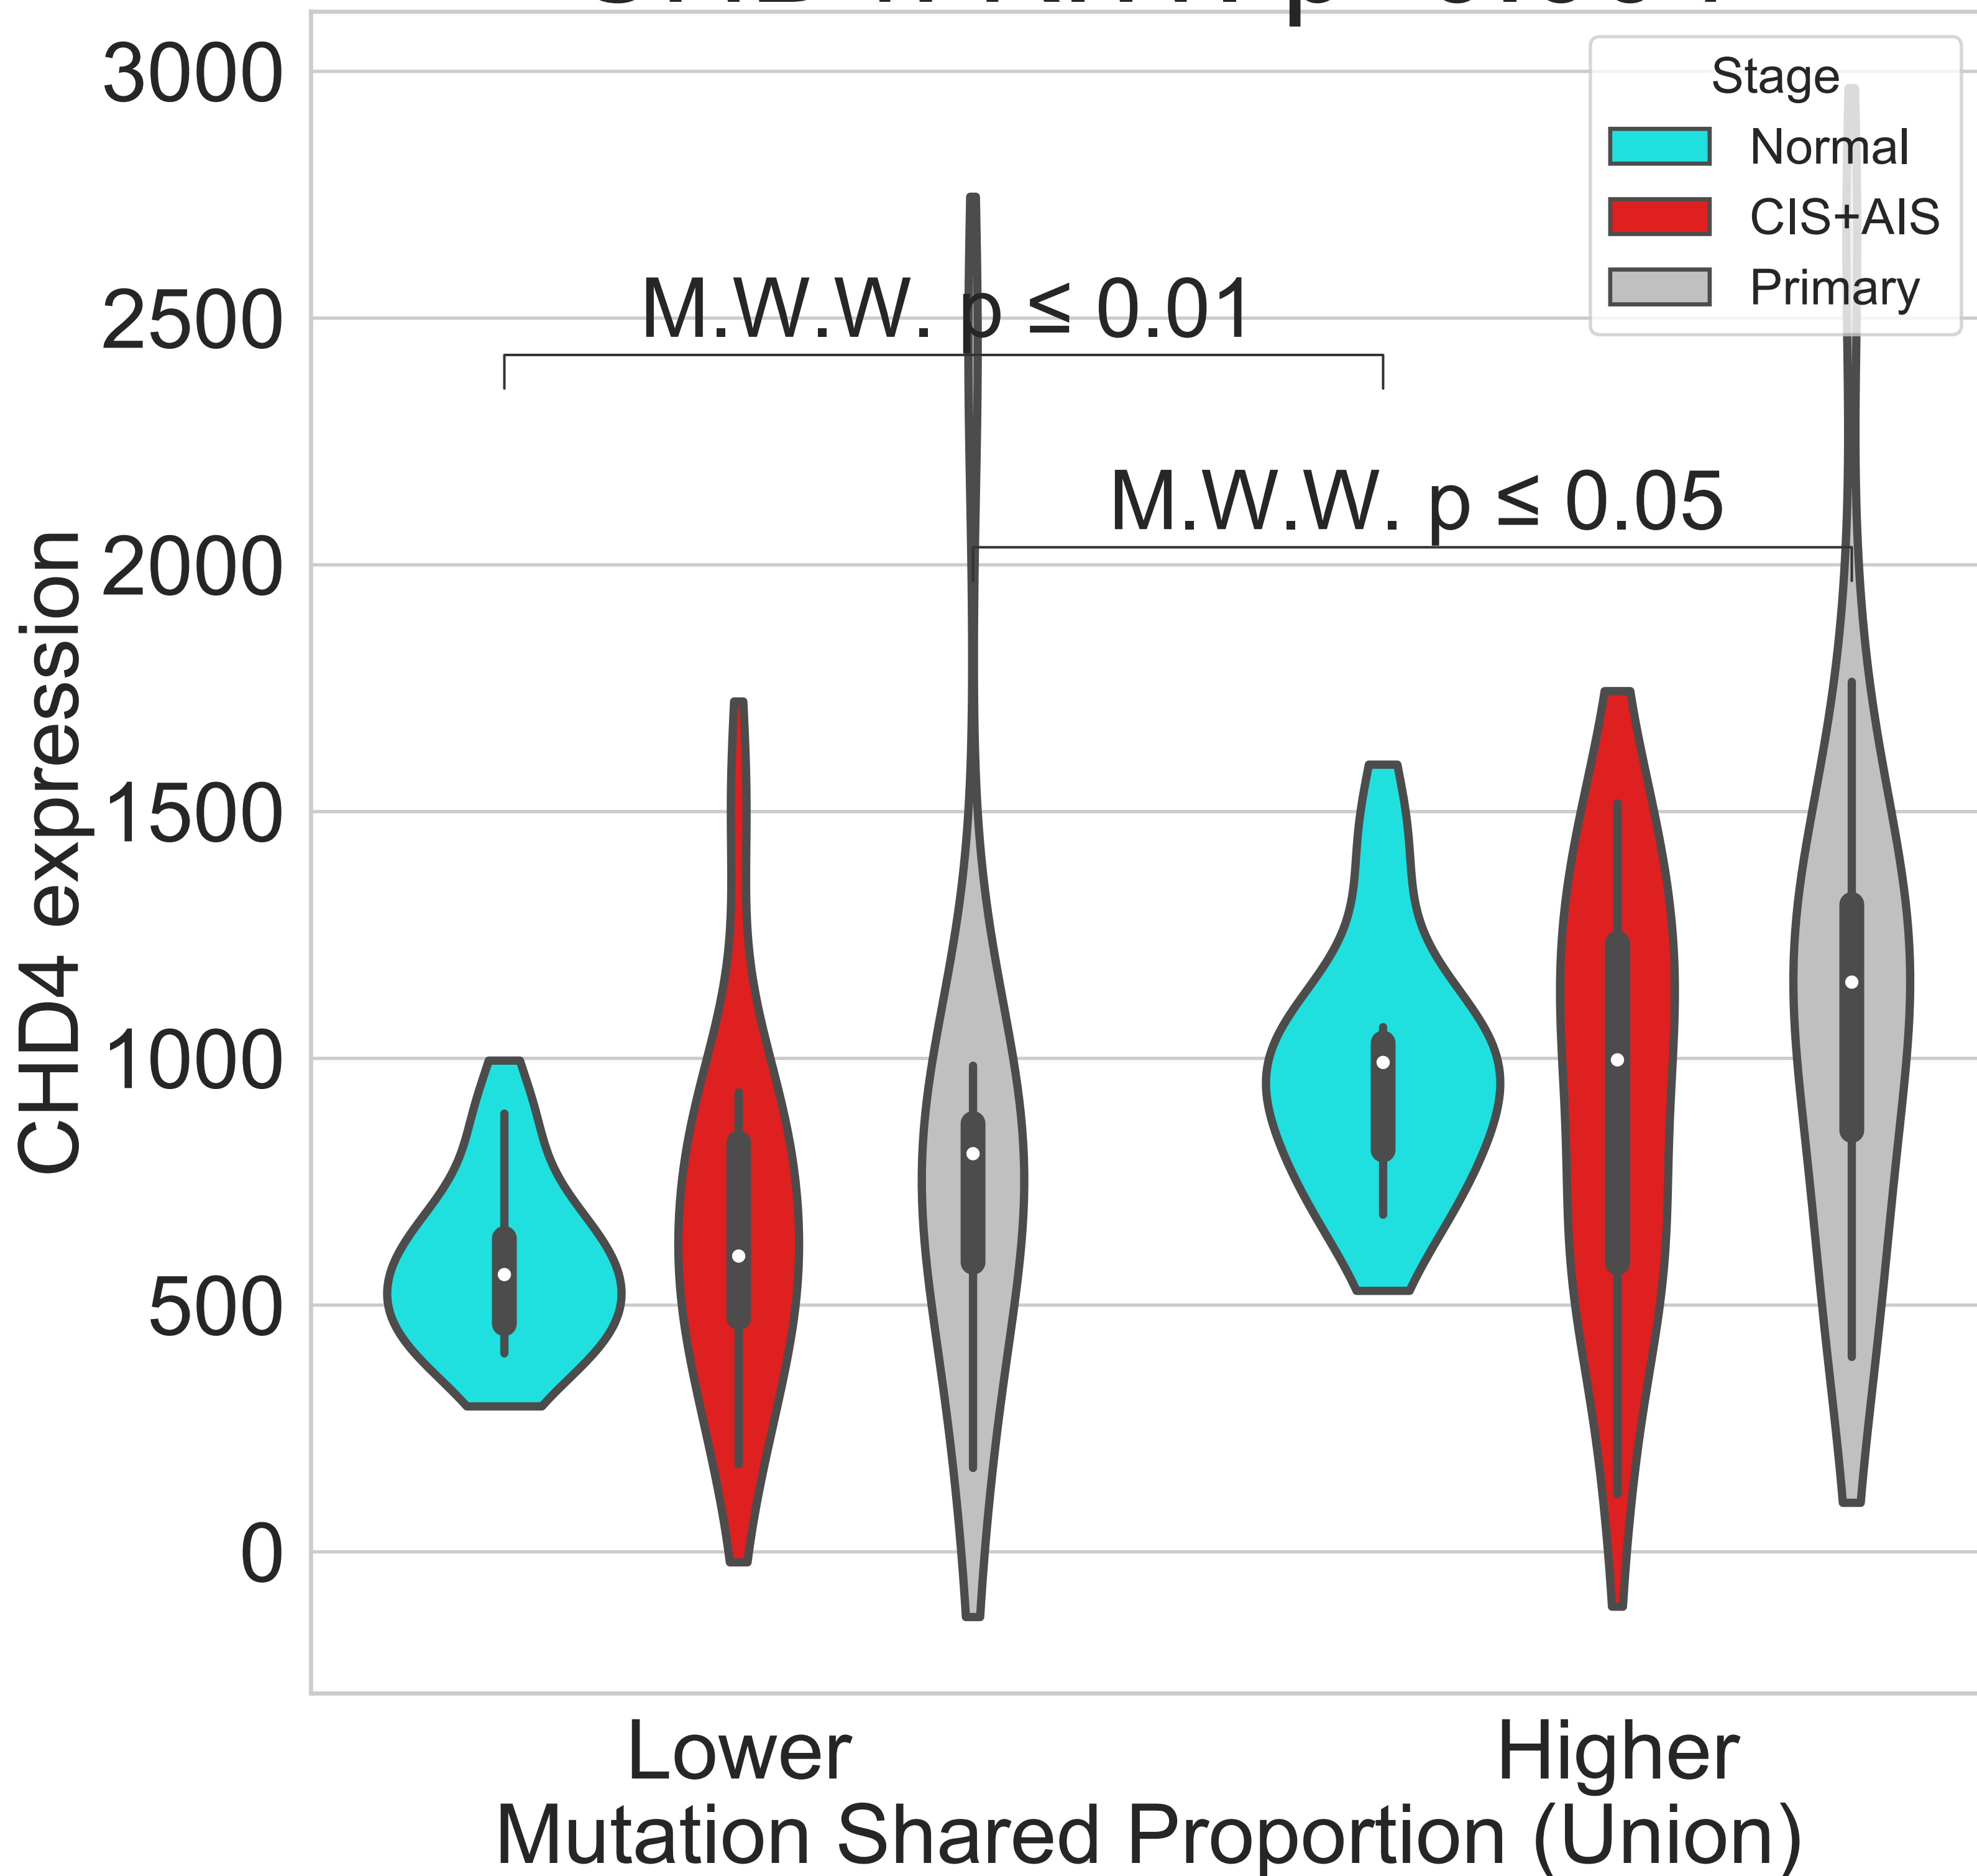 Stage
Normal
CIS+AIS
Primary
3000
2500
2000
1500
1000
500
0
CHD4 expression
M.W.W. p ≤ 0.01
M.W.W. p ≤ 0.05
Lower
Higher
Mutation Shared Proportion (Union)